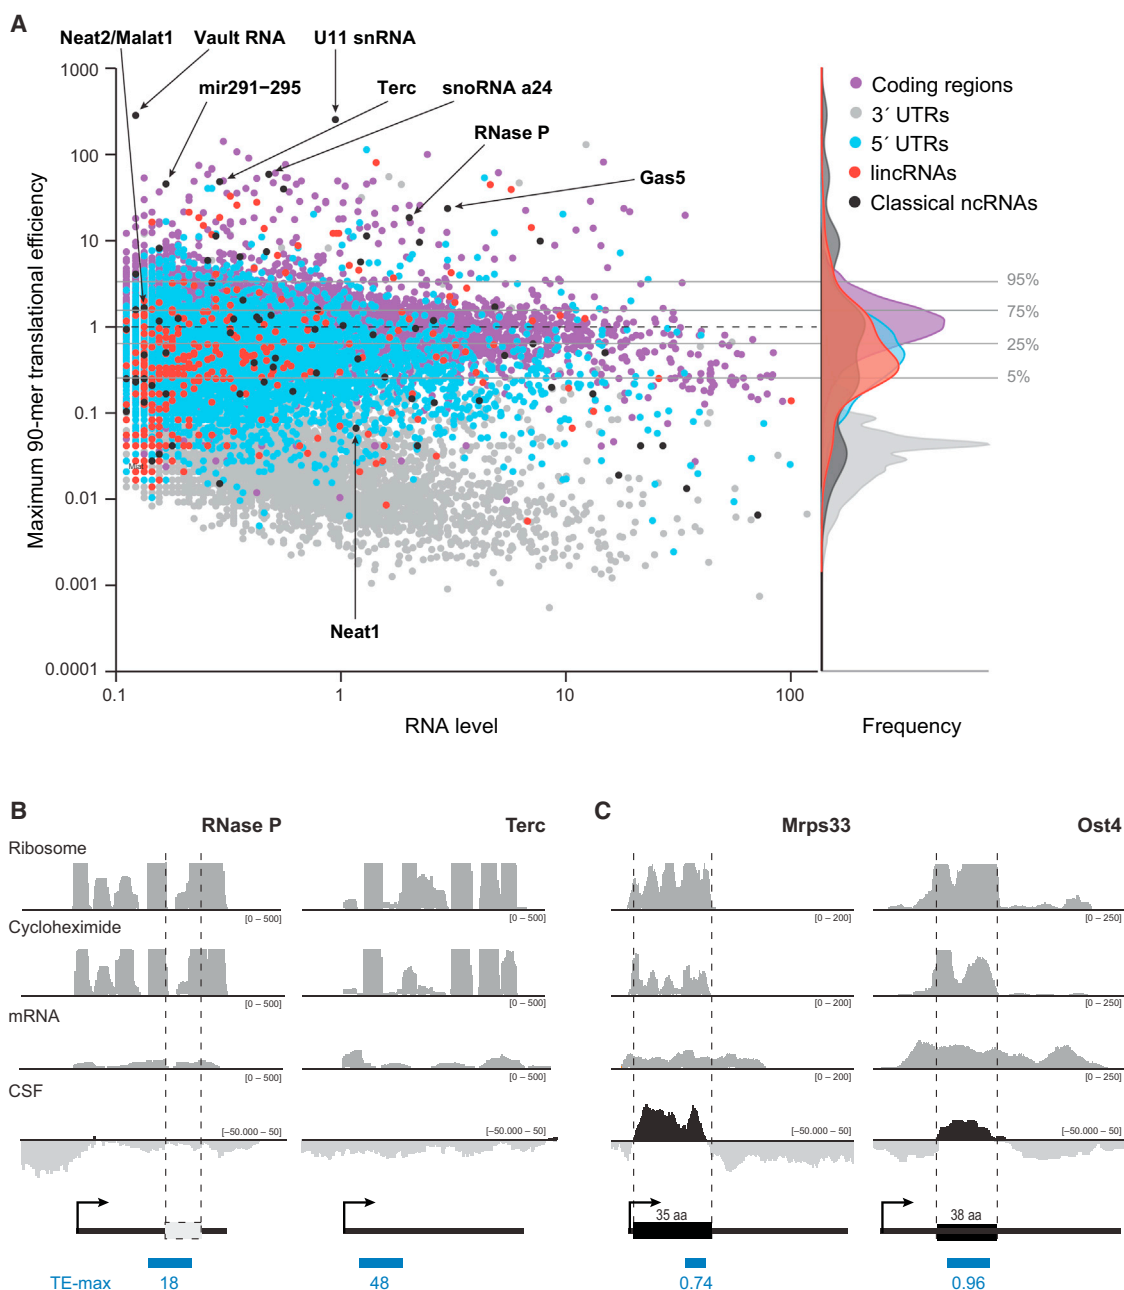 A
Neat2/Malat1
Vault RNA
U11 snRNA
mir291–295
Terc
snoRNA a24
RNase P
Gas5
Neat1
Coding regions
3´ UTRs
5´ UTRs
lincRNAs
Classical ncRNAs
Maximum 90-mer translational efficiency
1000
100
10
1
0.1
0.01
0.001
0.0001
95%
75%
25%
5%
0.1
1
10
100
RNA level
Frequency
B
RNase P
Terc
C
Mrps33
Ost4
Ribosome
[0 – 500]
[0 – 500]
[0 – 200]
[0 – 250]
Cycloheximide
[0 – 500]
[0 – 500]
[0 – 200]
[0 – 250]
mRNA
[0 – 500]
[0 – 500]
[0 – 200]
[0 – 250]
CSF
[–50.000 – 50]
[–50.000 – 50]
[–50.000 – 50]
[–50.000 – 50]
35 aa
38 aa
TE-max
18
48
0.74
0.96